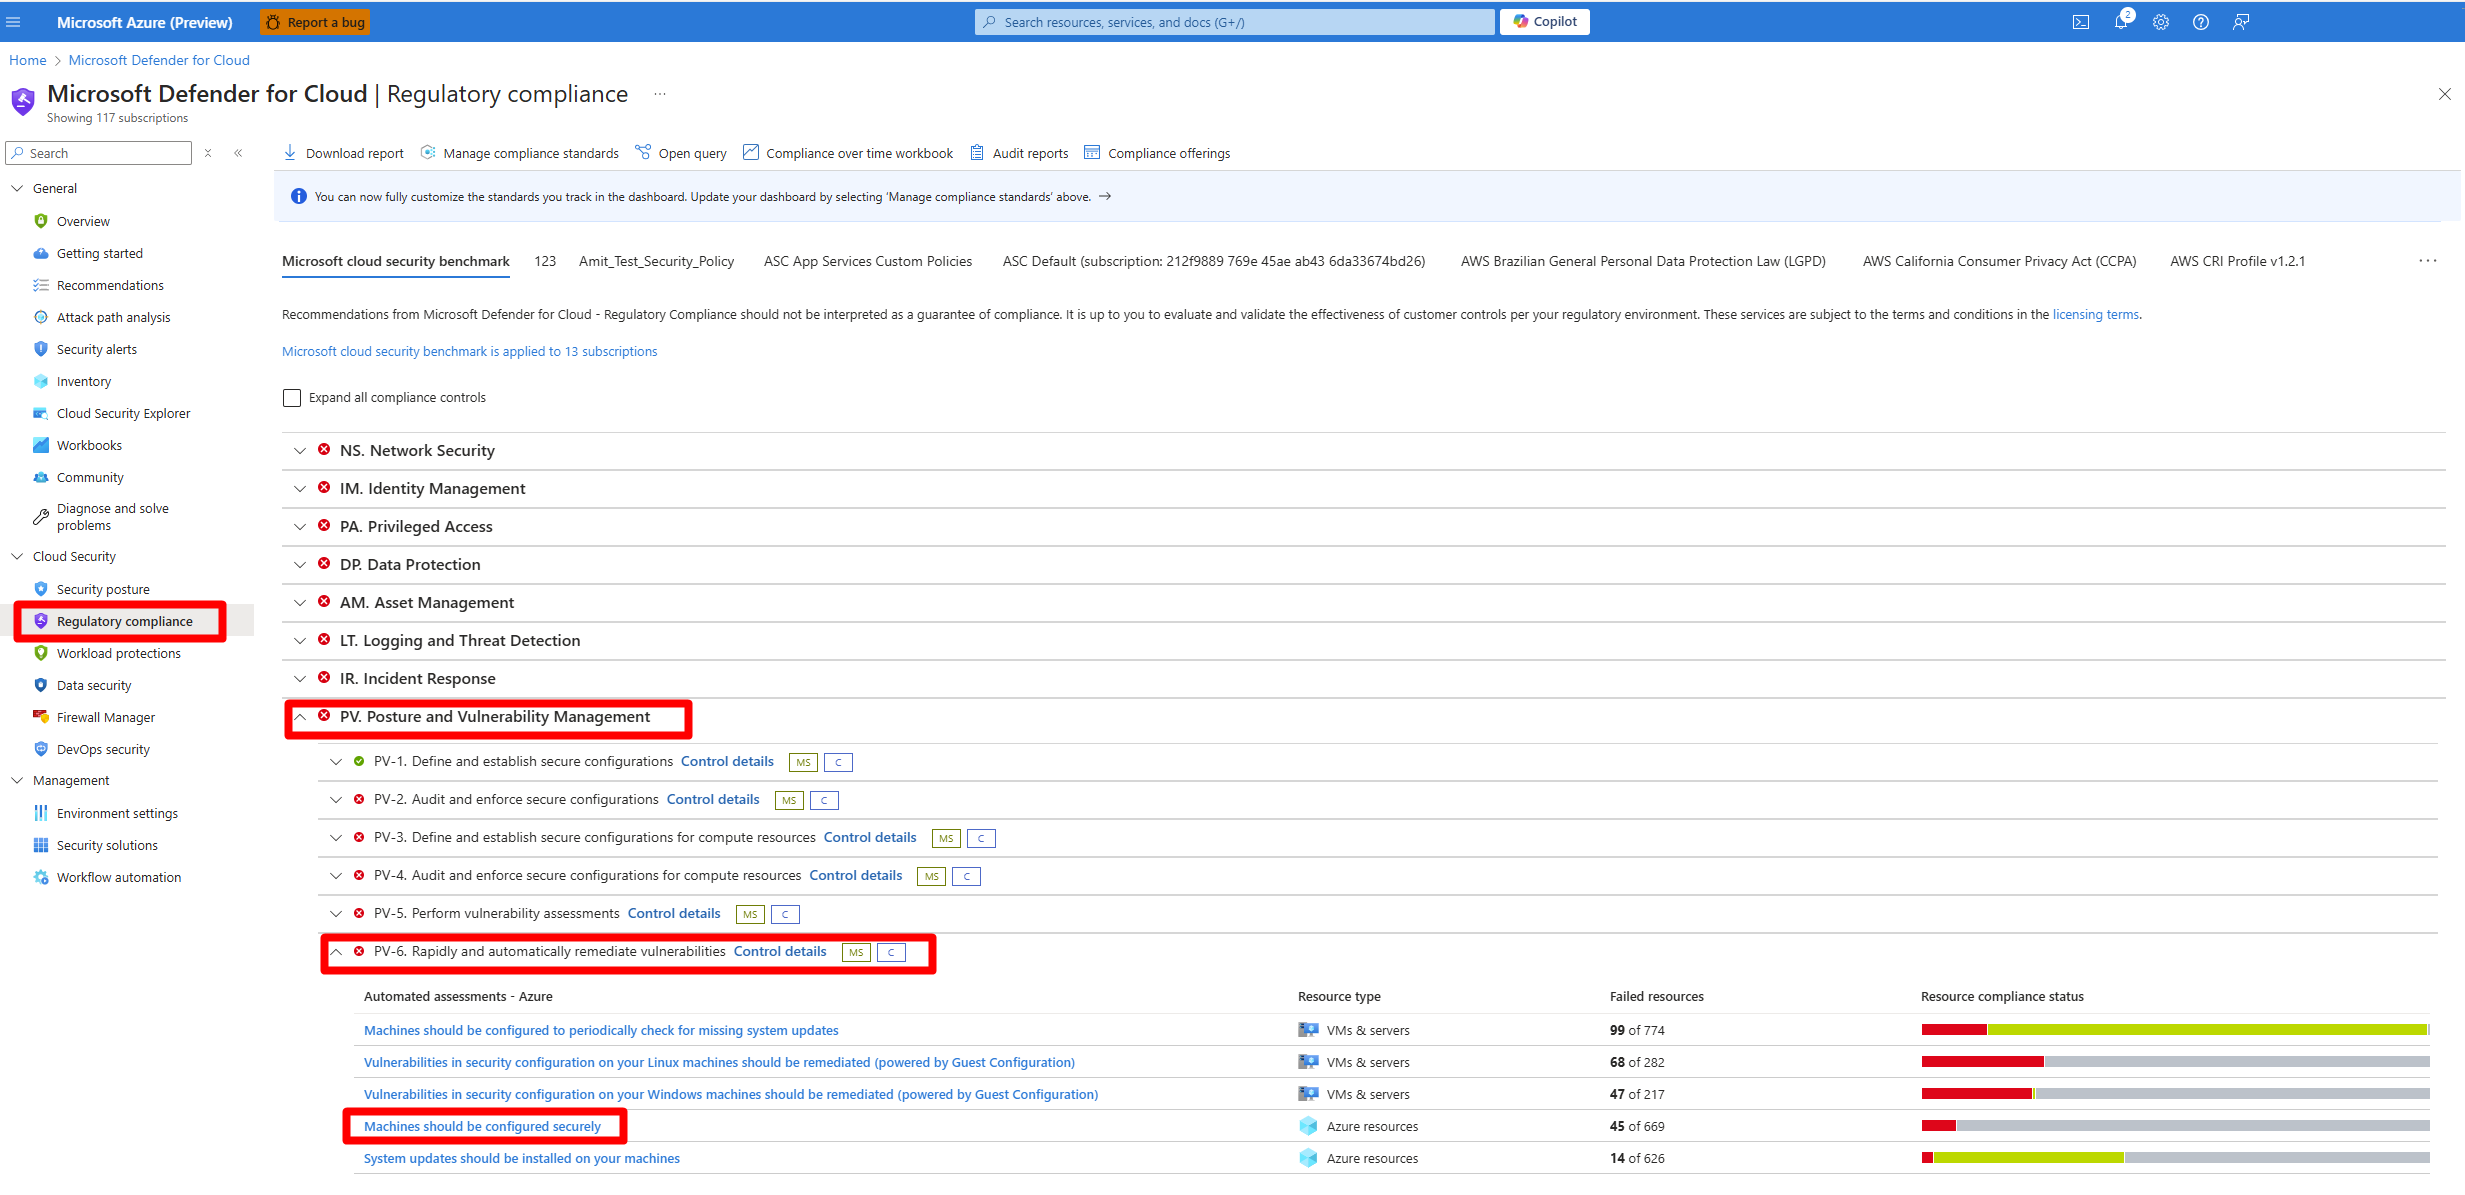 Microsoft Azure (Preview)
Report a bug
Search resources, services, and docs (G+/)
Copilot
2
Home > Microsoft Defender for Cloud
Microsoft Defender for Cloud | Regulatory compliance ...
Showing 117 subscriptions
Search
Download report
Manage compliance standards
Open query
Compliance over time workbook
Audit reports
Compliance offerings
General
Overview
Getting started
Recommendations
Attack path analysis
Security alerts
Inventory
Cloud Security Explorer
Workbooks
Community
Diagnose and solve
problems
Cloud Security
Security posture
Regulatory compliance
Workload protections
Data security
Firewall Manager
DevOps security
Management
Environment settings
Security solutions
Workflow automation
You can now fully customize the standards you track in the dashboard. Update your dashboard by selecting ‘Manage compliance standards’ above. →
Microsoft cloud security benchmark
123
Amit_Test_Security_Policy
ASC App Services Custom Policies
ASC Default (subscription: 212f9889 769e 45ae ab43 6da33674bd26)
AWS Brazilian General Personal Data Protection Law (LGPD)
AWS California Consumer Privacy Act (CCPA)
AWS CRI Profile v1.2.1
...
Recommendations from Microsoft Defender for Cloud - Regulatory Compliance should not be interpreted as a guarantee of compliance. It is up to you to evaluate and validate the effectiveness of customer controls per your regulatory environment. These services are subject to the terms and conditions in the licensing terms.
Microsoft cloud security benchmark is applied to 13 subscriptions
Expand all compliance controls
NS. Network Security
IM. Identity Management
PA. Privileged Access
DP. Data Protection
AM. Asset Management
LT. Logging and Threat Detection
IR. Incident Response
PV. Posture and Vulnerability Management
PV-1. Define and establish secure configurations Control details MS C
PV-2. Audit and enforce secure configurations Control details MS C
PV-3. Define and establish secure configurations for compute resources Control details MS C
PV-4. Audit and enforce secure configurations for compute resources Control details MS C
PV-5. Perform vulnerability assessments Control details MS C
PV-6. Rapidly and automatically remediate vulnerabilities Control details MS C
Automated assessments - Azure Resource type Failed resources Resource compliance status
Machines should be configured to periodically check for missing system updates VMs & servers 99 of 774
Vulnerabilities in security configuration on your Linux machines should be remediated (powered by Guest Configuration) VMs & servers 68 of 282
Vulnerabilities in security configuration on your Windows machines should be remediated (powered by Guest Configuration) VMs & servers 47 of 217
Machines should be configured securely Azure resources 45 of 669
System updates should be installed on your machines Azure resources 14 of 626